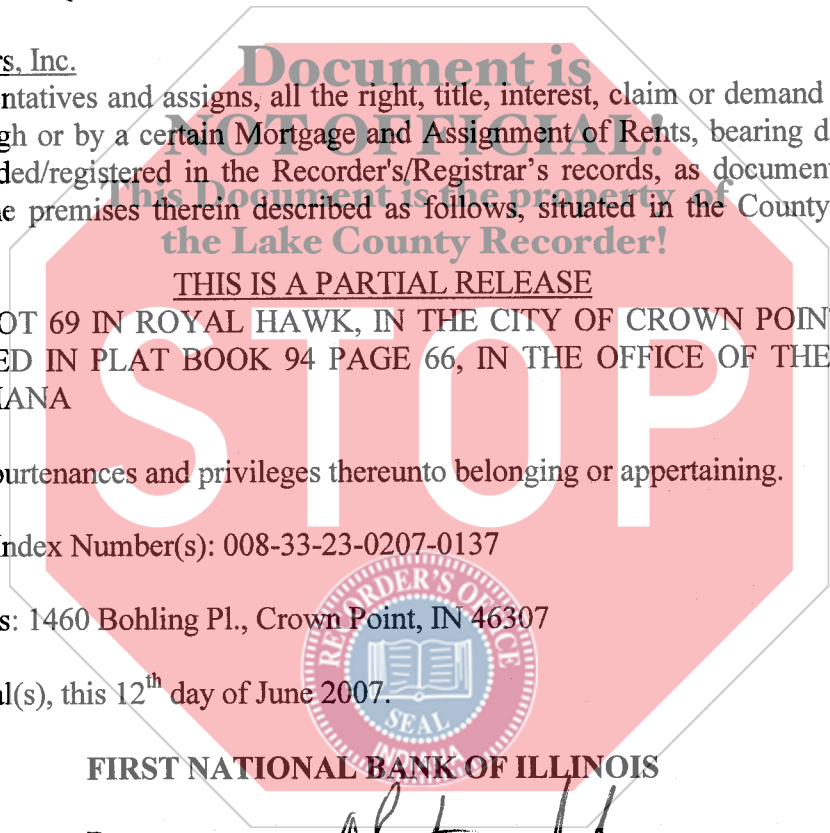 rs, Inc.
Document is
ntatives and assigns, all the right, title, interest, claim or demand
gh or by a certain Mortgage and Assignment of Rents, bearing d
NOT OFFICIAL!
ded/registered in the Recorder's/Registrar's records, as document
This Document is the property of
e premises therein described as follows, situated in the County
the Lake County Recorder!
THIS IS A PARTIAL RELEASE
OT 69 IN ROYAL HAWK, IN THE CITY OF CROWN POIN
ED IN PLAT BOOK 94 PAGE 66, IN THE OFFICE OF THE
IANA
STOP
purtenances and privileges thereunto belonging or appertaining.
Index Number(s): 008-33-23-0207-0137
s: 1460 Bohling Pl., Crown Point, IN 46307
al(s), this 12th day of June 2007.
RECORDER'S OFFICE
SEAL
INDIANA
FIRST NATIONAL BANK OF ILLINOIS